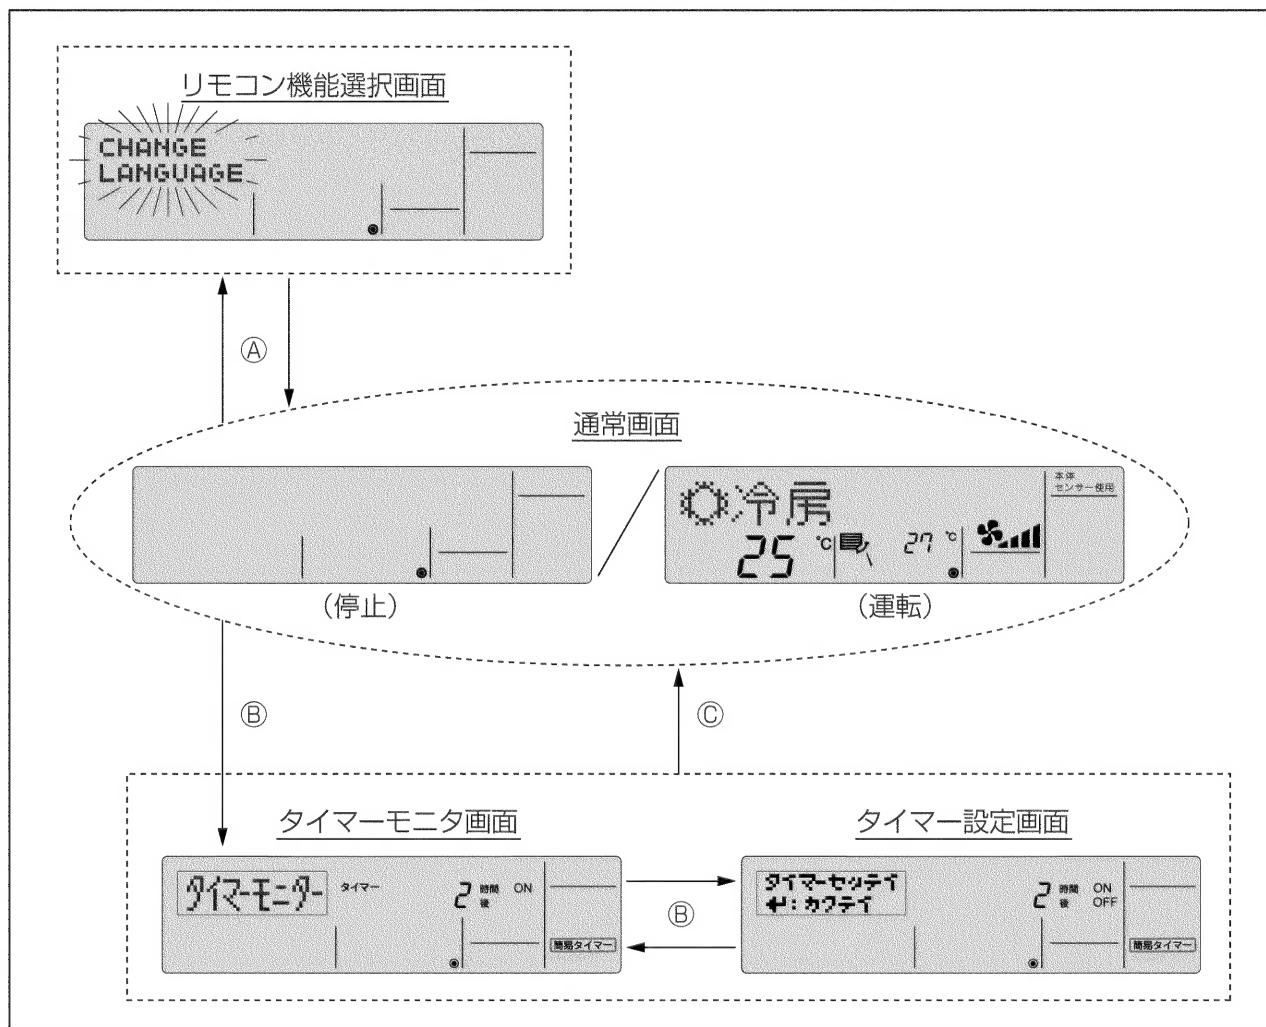 リモコン機能選択画面
CHANGE
LANGUAGE
Ⓐ
通常画面
冷房
本体
センサー使用
25 ℃
27 ℃
(停止)
(運転)
Ⓑ
Ⓒ
タイマーモニタ画面
タイマーモニター
タイマー
2 時間後 ON
簡易タイマー
Ⓑ
タイマー設定画面
タイマーセッテイ
↵:カクテイ
2 時間後 ON OFF
簡易タイマー